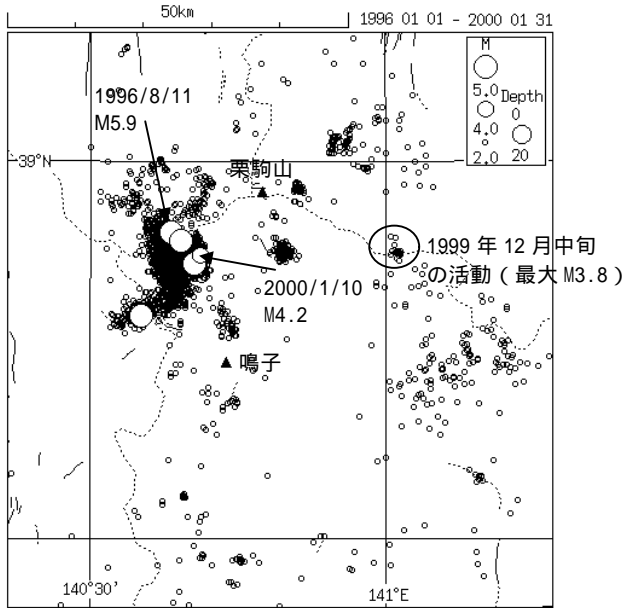 50km
1996 01 01 - 2000 01 31
M
5.0
4.0
2.0
Depth
0
20
1996/8/11
M5.9
39°N
栗駒山
1999 年 12 月中旬
の活動（最大 M3.8）
2000/1/10
M4.2
鳴子
140°30'
141°E